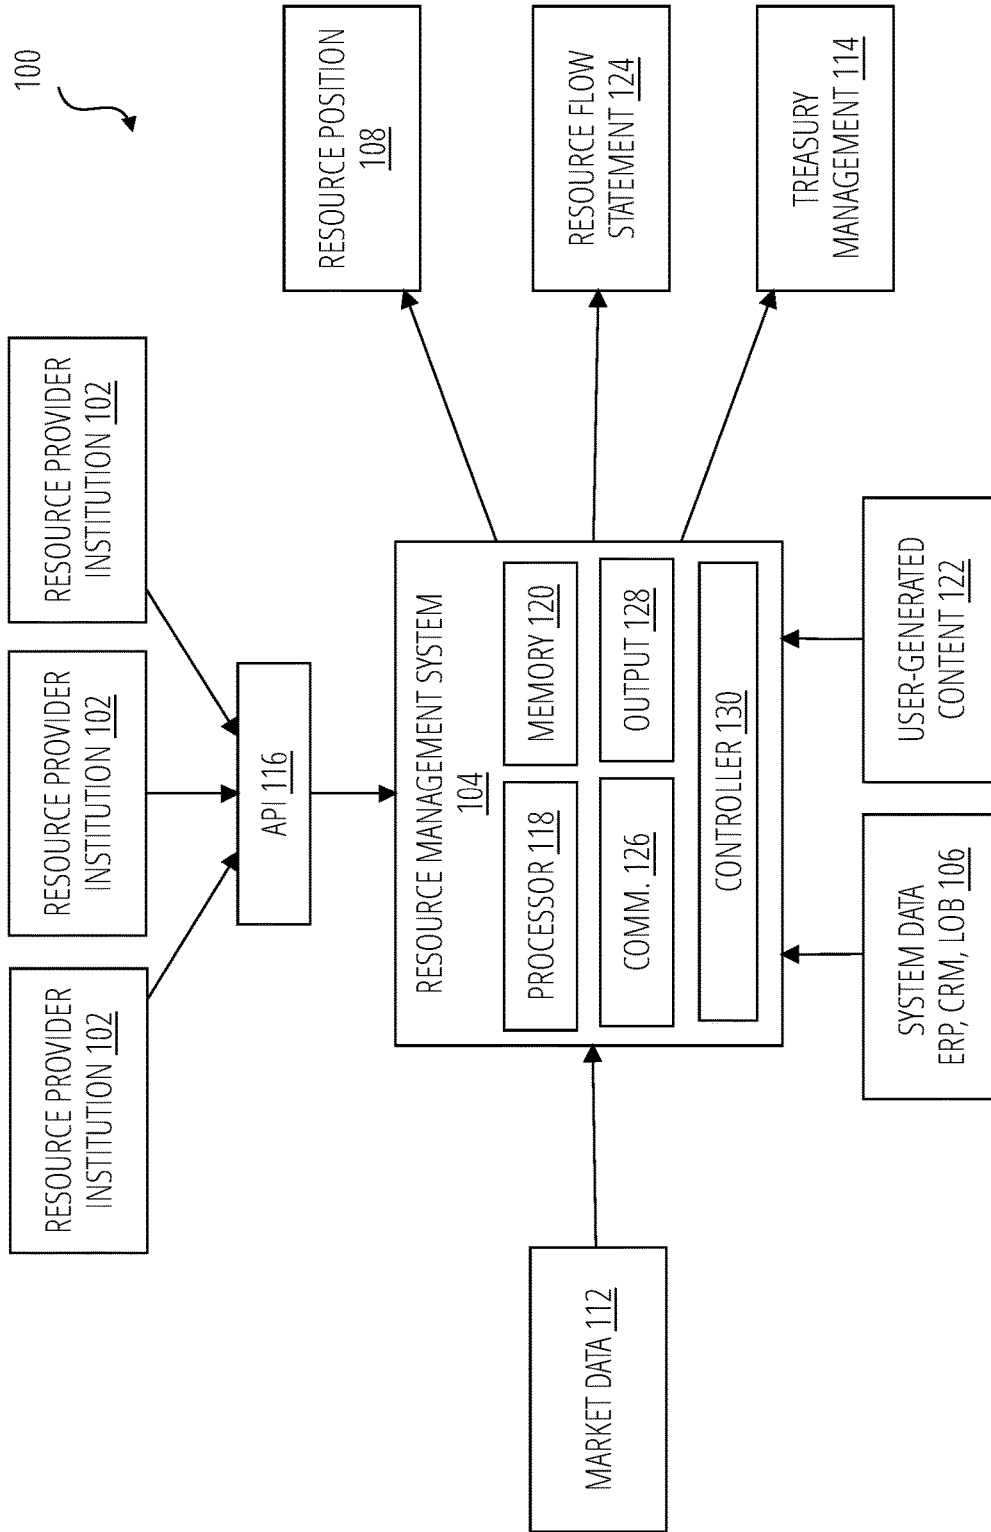 100
RESOURCE PROVIDER
INSTITUTION 102
RESOURCE PROVIDER
INSTITUTION 102
RESOURCE PROVIDER
INSTITUTION 102
API 116
MARKET DATA 112
RESOURCE MANAGEMENT SYSTEM
104
PROCESSOR 118
MEMORY 120
COMM. 126
OUTPUT 128
CONTROLLER 130
RESOURCE POSITION
108
RESOURCE FLOW
STATEMENT 124
TREASURY
MANAGEMENT 114
SYSTEM DATA
ERP, CRM, LOB 106
USER-GENERATED
CONTENT 122